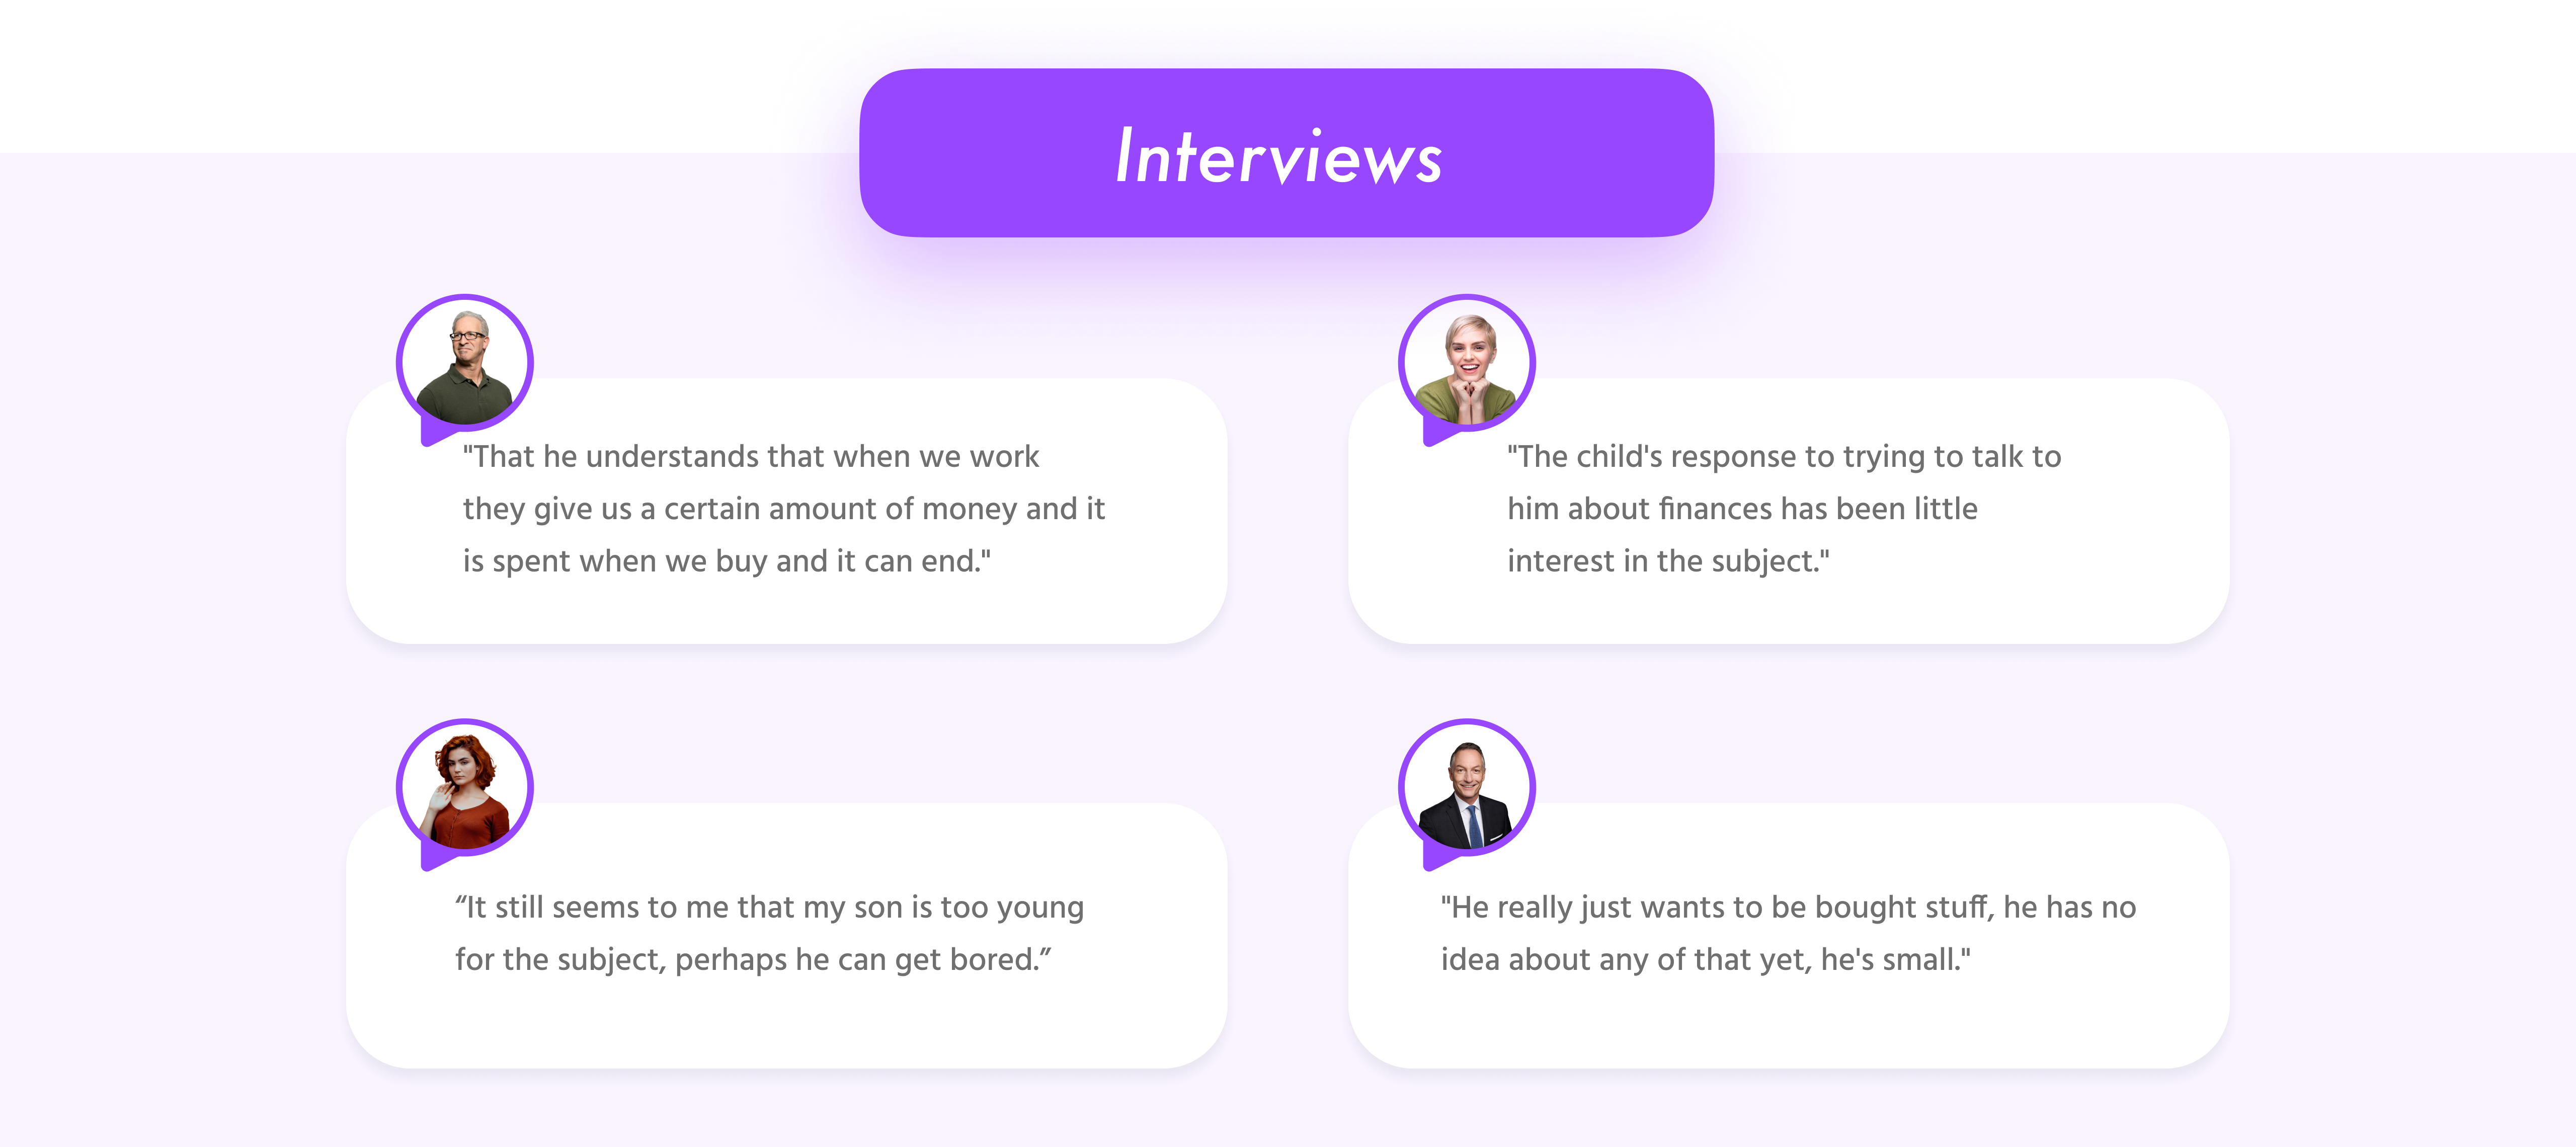 Interviews
"That he understands that when we work
they give us a certain amount of money and it
is spent when we buy and it can end."
"The child's response to trying to talk to
him about finances has been little
interest in the subject."
“It still seems to me that my son is too young
for the subject, perhaps he can get bored.”
"He really just wants to be bought stuff, he has no
idea about any of that yet, he's small."